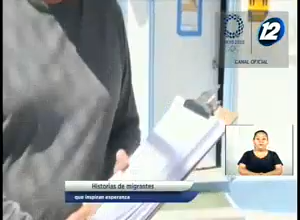 12
CANAL OFICIAL
Historias de migrantes
que inspiran esperanza